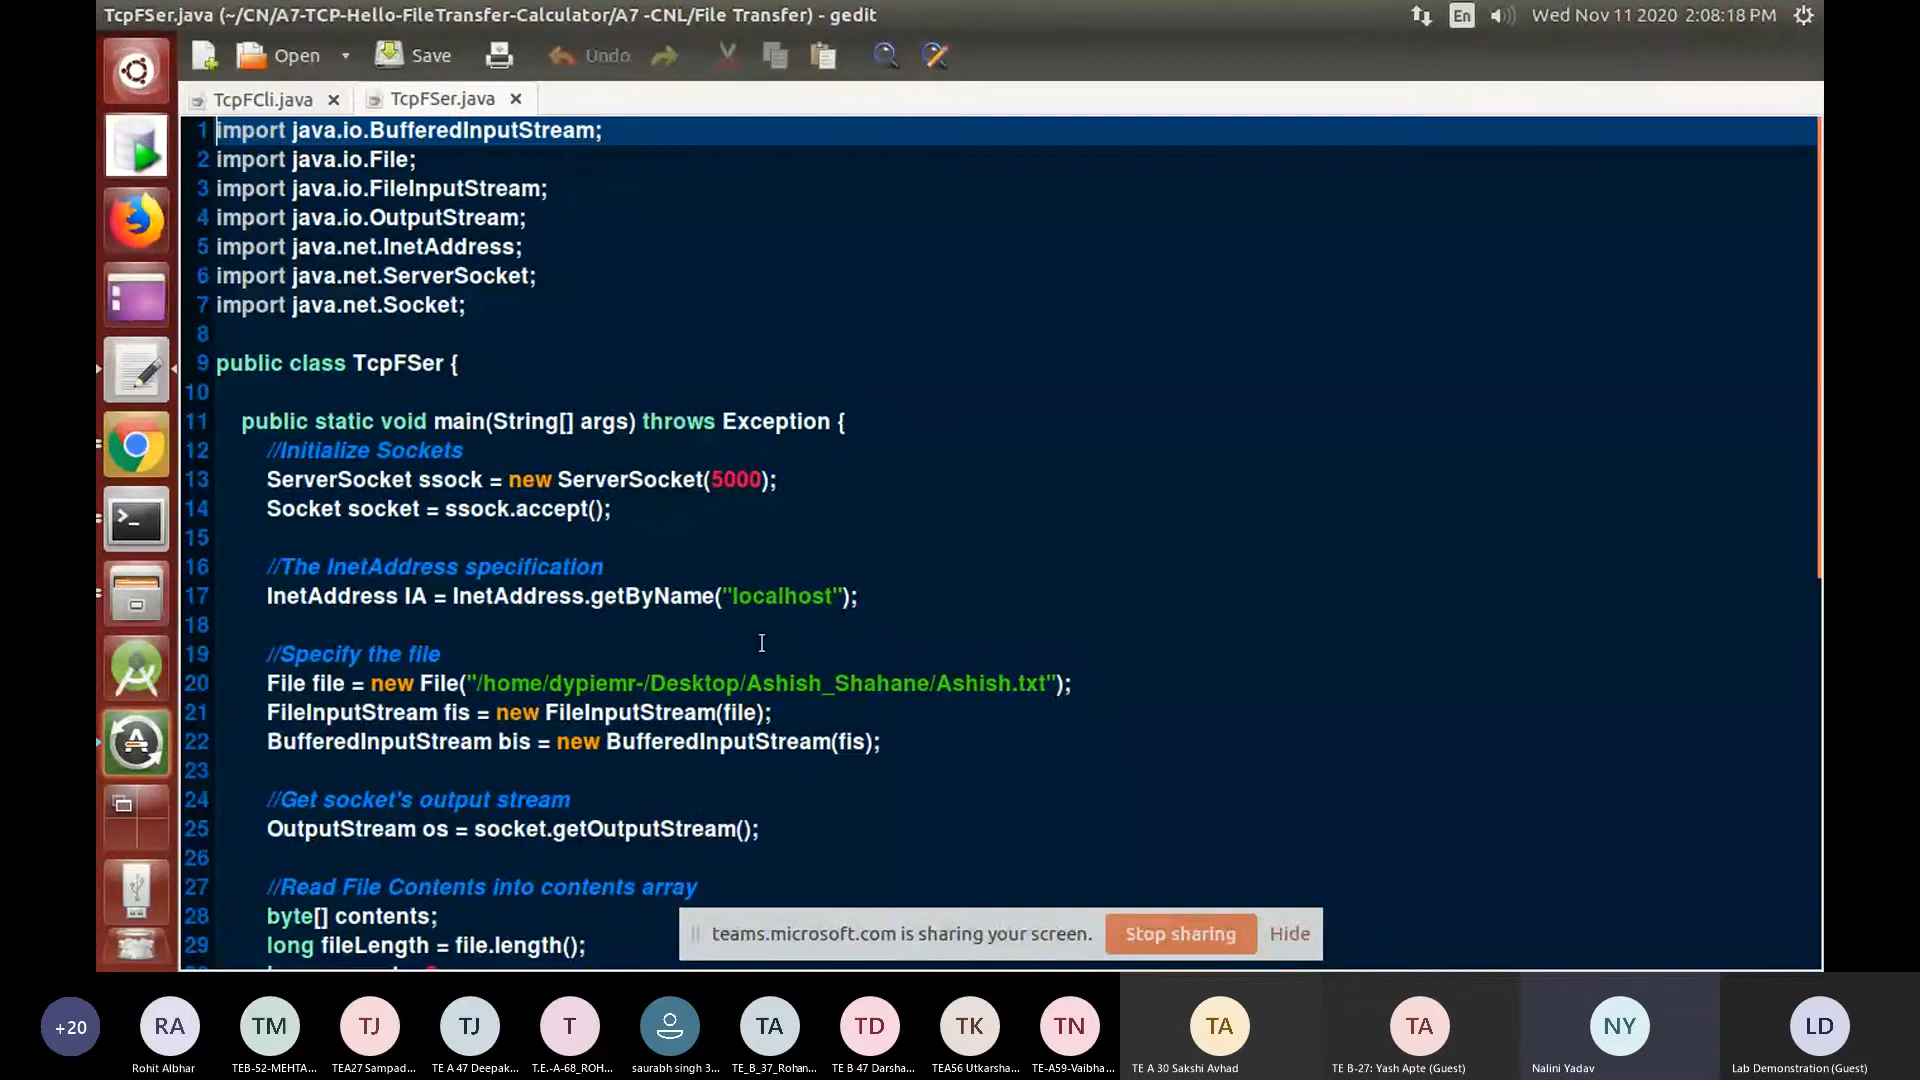 TcpFSer.java (~/CN/A7-TCP-Hello-FileTransfer-Calculator/A7 -CNL/File Transfer) - gedit
En
Wed Nov 11 2020 2:08:18 PM
Open
Save
Undo
TcpFCli.java
TcpFSer.java
1 import java.io.BufferedInputStream;
2 import java.io.File;
3 import java.io.FileInputStream;
4 import java.io.OutputStream;
5 import java.net.InetAddress;
6 import java.net.ServerSocket;
7 import java.net.Socket;
8
9 public class TcpFSer {
10
11 public static void main(String[] args) throws Exception {
12 //Initialize Sockets
13 ServerSocket ssock = new ServerSocket(5000);
14 Socket socket = ssock.accept();
15
16 //The InetAddress specification
17 InetAddress IA = InetAddress.getByName("localhost");
18
19 //Specify the file
20 File file = new File("/home/dypiemr-/Desktop/Ashish_Shahane/Ashish.txt");
21 FileInputStream fis = new FileInputStream(file);
22 BufferedInputStream bis = new BufferedInputStream(fis);
23
24 //Get socket's output stream
25 OutputStream os = socket.getOutputStream();
26
27 //Read File Contents into contents array
28 byte[] contents;
29 long fileLength = file.length();
teams.microsoft.com is sharing your screen.
Stop sharing
Hide
+20
RA
TM
TJ
TJ
T
TA
TD
TK
TN
TA
TA
NY
LD
Rohit Albhar
TEB-52-MEHTA...
TEA27 Sampad...
TE A 47 Deepak...
T.E.-A-68_ROH...
saurabh singh 3...
TE_B_37_Rohan...
TE B 47 Darsha...
TEA56 Utkarsha...
TE-A59-Vaibha...
TE A 30 Sakshi Avhad
TE B-27: Yash Apte (Guest)
Nalini Yadav
Lab Demonstration (Guest)